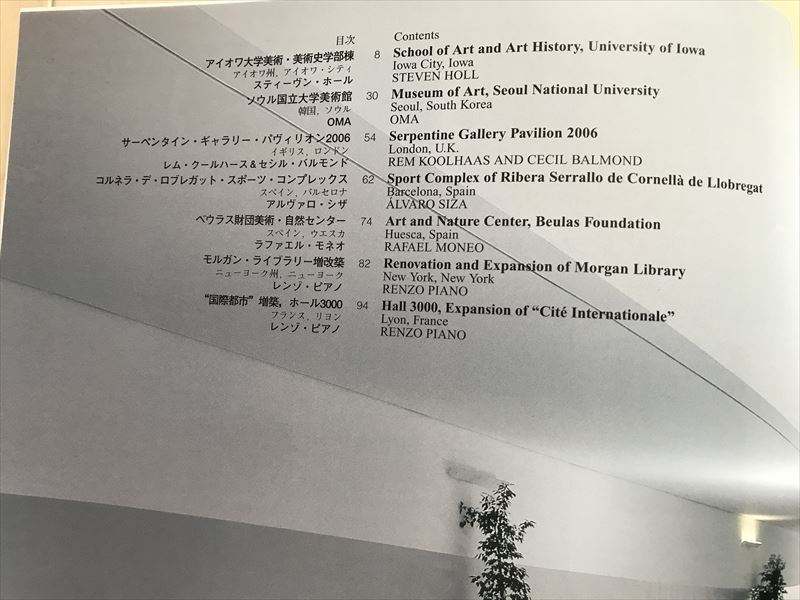 目次
アイオワ大学美術・美術史学部棟 8
アイオワ州, アイオワ・シティ
スティーヴン・ホール
ソウル国立大学美術館 30
韓国, ソウル
OMA
サーペンタイン・ギャラリー・パヴィリオン2006 54
イギリス, ロンドン
レム・クールハース&セシル・バルモンド
コルネラ・デ・ロブレガット・スポーツ・コンプレックス 62
スペイン, バルセロナ
アルヴァロ・シザ
ベウラス財団美術・自然センター 74
スペイン, ウエスカ
ラファエル・モネオ
モルガン・ライブラリー増改築 82
ニューヨーク州, ニューヨーク
レンゾ・ピアノ
“国際都市”増築, ホール3000 94
フランス, リヨン
レンゾ・ピアノ
Contents
School of Art and Art History, University of Iowa
Iowa City, Iowa
STEVEN HOLL
Museum of Art, Seoul National University
Seoul, South Korea
OMA
Serpentine Gallery Pavilion 2006
London, U.K.
REM KOOLHAAS AND CECIL BALMOND
Sport Complex of Ribera Serrallo de Cornellà de Llobregat
Barcelona, Spain
ÁLVARO SIZA
Art and Nature Center, Beulas Foundation
Huesca, Spain
RAFAEL MONEO
Renovation and Expansion of Morgan Library
New York, New York
RENZO PIANO
Hall 3000, Expansion of “Cité Internationale”
Lyon, France
RENZO PIANO